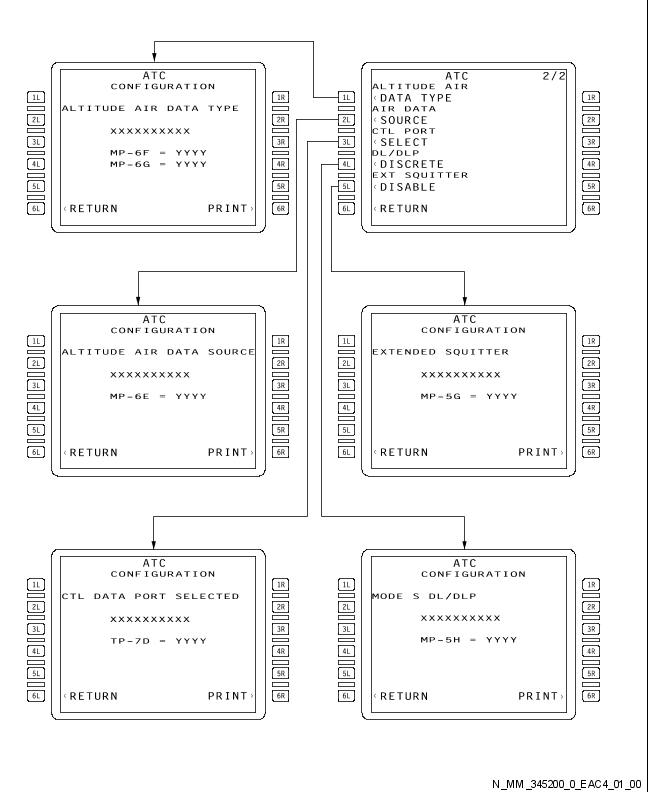 ATC
CONFIGURATION
1L 1R
ALTITUDE AIR DATA TYPE
2L 2R
XXXXXXXXXX
3L 3R
MP-6F = YYYY
MP-6G = YYYY
4L 4R
5L 5R
6L ‹RETURN PRINT› 6R
ATC 2/2
ALTITUDE AIR
1L ‹DATA TYPE 1R
AIR DATA
2L ‹SOURCE 2R
CTL PORT
3L ‹SELECT 3R
DL/DLP
4L ‹DISCRETE 4R
EXT SQUITTER
5L ‹DISABLE 5R
6L ‹RETURN 6R
ATC
CONFIGURATION
1L 1R
ALTITUDE AIR DATA SOURCE
2L 2R
XXXXXXXXXX
3L 3R
MP-6E = YYYY
4L 4R
5L 5R
6L ‹RETURN PRINT› 6R
ATC
CONFIGURATION
1L 1R
EXTENDED SQUITTER
2L 2R
XXXXXXXXXX
3L 3R
MP-5G = YYYY
4L 4R
5L 5R
6L ‹RETURN PRINT› 6R
ATC
CONFIGURATION
1L 1R
CTL DATA PORT SELECTED
2L 2R
XXXXXXXXXX
3L 3R
TP-7D = YYYY
4L 4R
5L 5R
6L ‹RETURN PRINT› 6R
ATC
CONFIGURATION
1L 1R
MODE S DL/DLP
2L 2R
XXXXXXXXXX
3L 3R
MP-5H = YYYY
4L 4R
5L 5R
6L ‹RETURN PRINT› 6R
N_MM_345200_0_EAC4_01_00